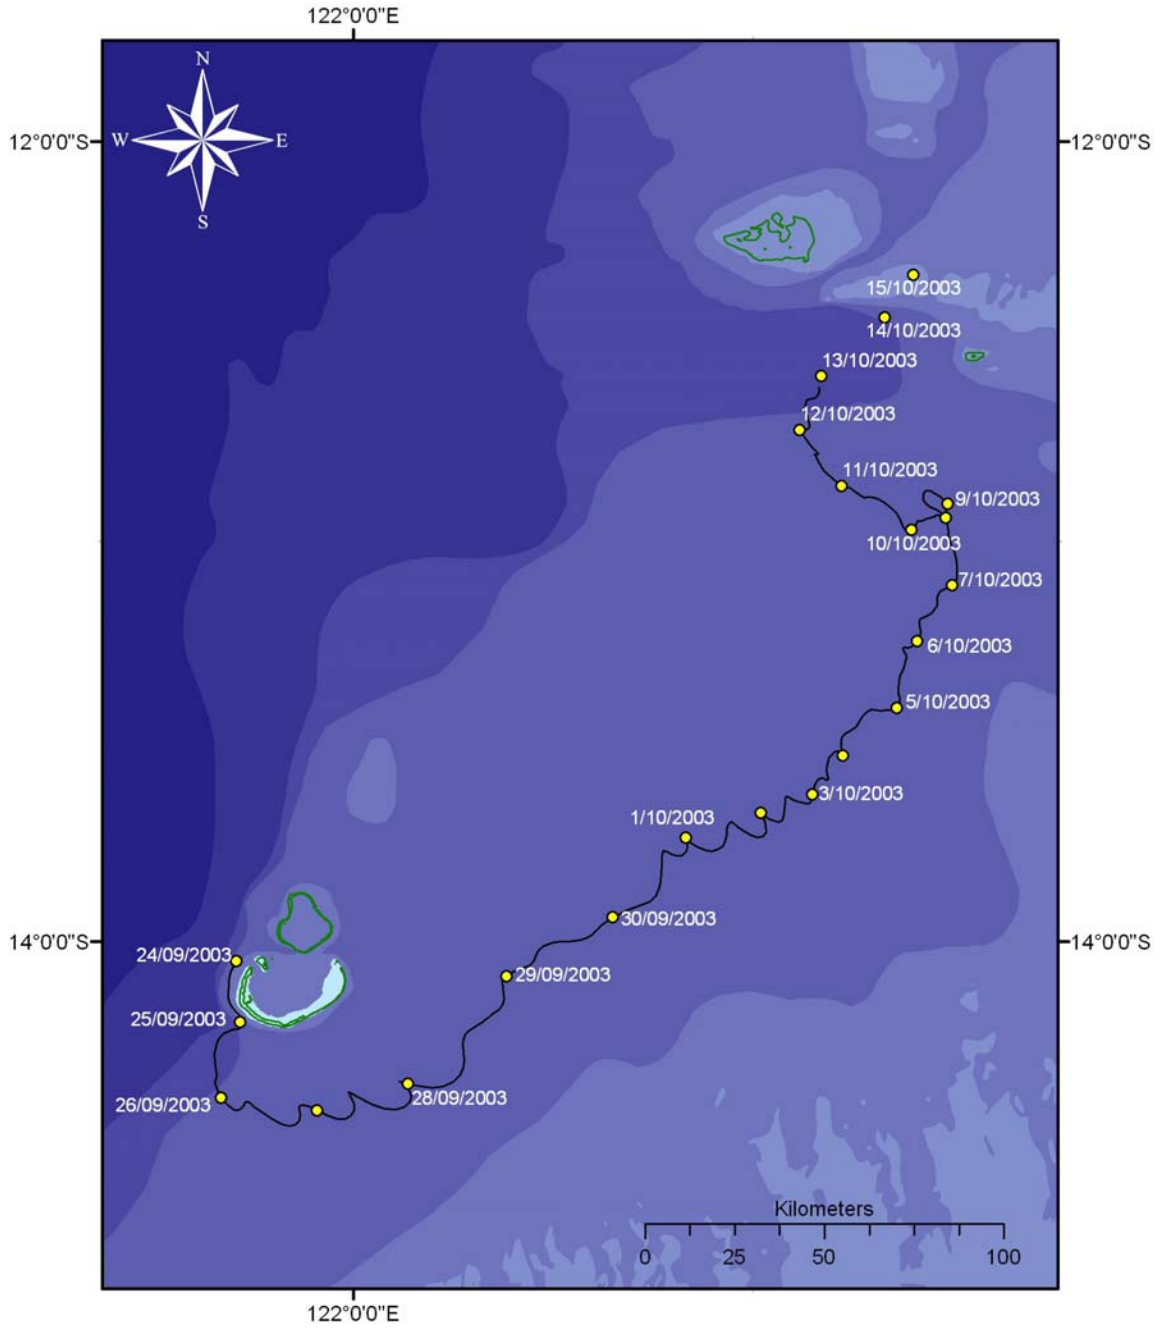 122°0'0"E
N
12°0'0"S
W
E
12°0'0"S
S
15/10/2003
14/10/2003
13/10/2003
12/10/2003
11/10/2003
9/10/2003
10/10/2003
7/10/2003
6/10/2003
5/10/2003
3/10/2003
1/10/2003
30/09/2003
14°0'0"S
14°0'0"S
24/09/2003
29/09/2003
25/09/2003
28/09/2003
26/09/2003
Kilometers
0 25 50 100
122°0'0"E